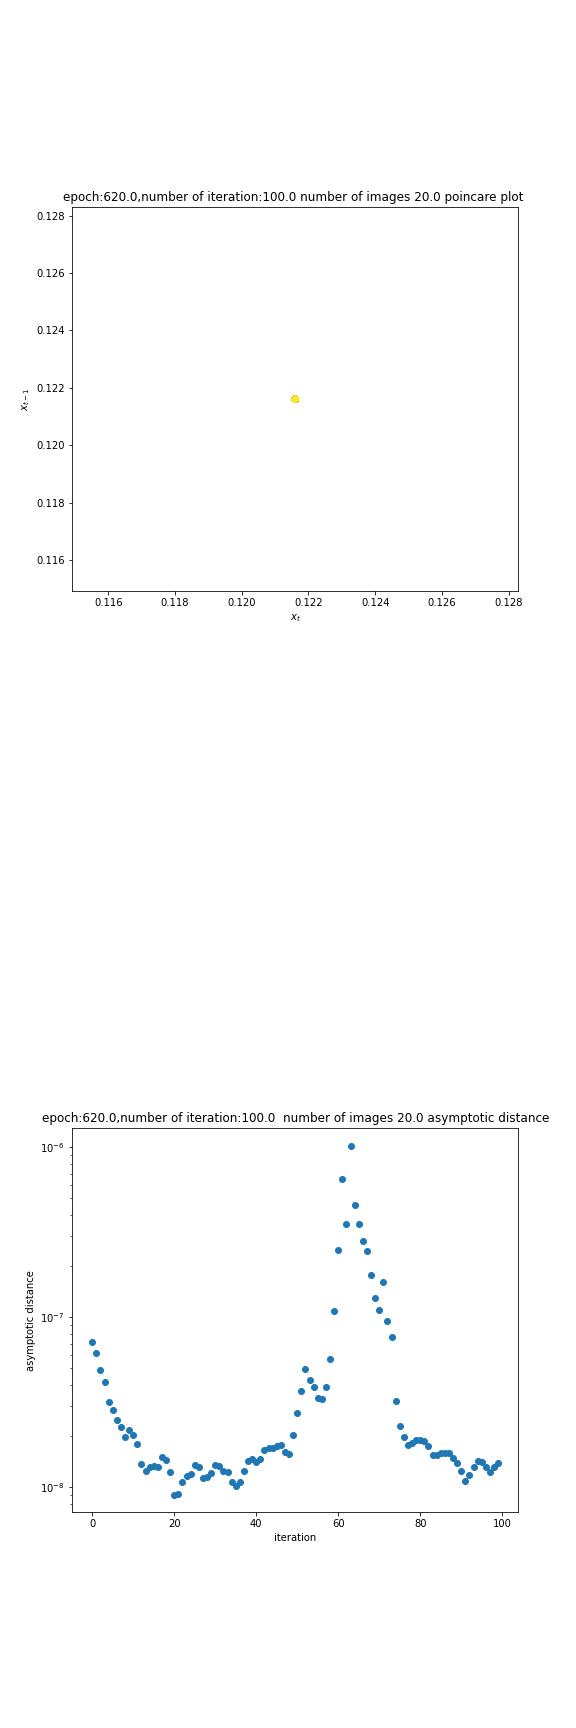 epoch:620.0,number of iteration:100.0 number of images 20.0 poincare plot
0.128
0.126
0.124
0.122
0.120
0.118
0.116
x_{t-1}
0.116 0.118 0.120 0.122 0.124 0.126 0.128
x_t
epoch:620.0,number of iteration:100.0  number of images 20.0 asymptotic distance
10^{-6}
10^{-7}
10^{-8}
asymptotic distance
0 20 40 60 80 100
iteration